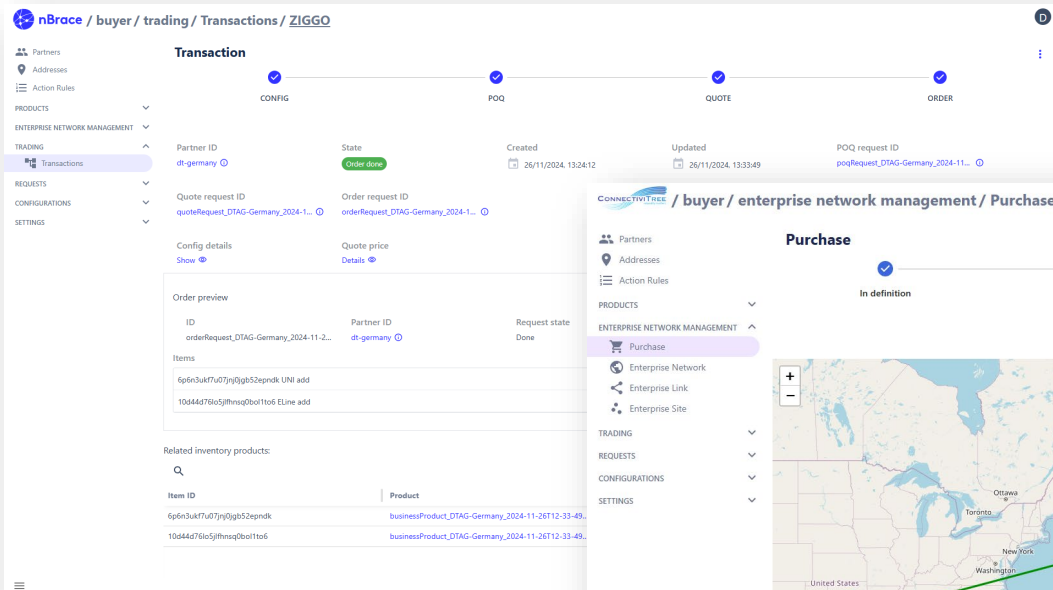 nBrace / buyer / trading / Transactions / ZIGGO
D
Partners
Addresses
Action Rules
PRODUCTS
ENTERPRISE NETWORK MANAGEMENT
TRADING
Transactions
REQUESTS
CONFIGURATIONS
SETTINGS
Transaction
CONFIG
POQ
QUOTE
ORDER
Partner ID
dt-germany
State
Order done
Created
26/11/2024, 13:24:12
Updated
26/11/2024, 13:33:49
POQ request ID
poqRequest_DTAG-Germany_2024-11...
Quote request ID
quoteRequest_DTAG-Germany_2024-1...
Order request ID
orderRequest_DTAG-Germany_2024-1...
Config details
Show
Quote price
Details
Order preview
ID
orderRequest_DTAG-Germany_2024-11-2...
Partner ID
dt-germany
Request state
Done
Items
6p6n3ukf7u07jnj0jgb52epndk UNI add
10d44d76lo5jlfhnsq0bol1to6 ELine add
Related inventory products:
Item ID
Product
6p6n3ukf7u07jnj0jgb52epndk
businessProduct_DTAG-Germany_2024-11-26T12-33-49...
10d44d76lo5jlfhnsq0bol1to6
businessProduct_DTAG-Germany_2024-11-26T12-33-49...
CONNECTIVITREE / buyer / enterprise network management / Purchase
Partners
Addresses
Action Rules
PRODUCTS
ENTERPRISE NETWORK MANAGEMENT
Purchase
Enterprise Network
Enterprise Link
Enterprise Site
TRADING
REQUESTS
CONFIGURATIONS
SETTINGS
Purchase
In definition
+
−
Ottawa
Toronto
New York
Washington
United States